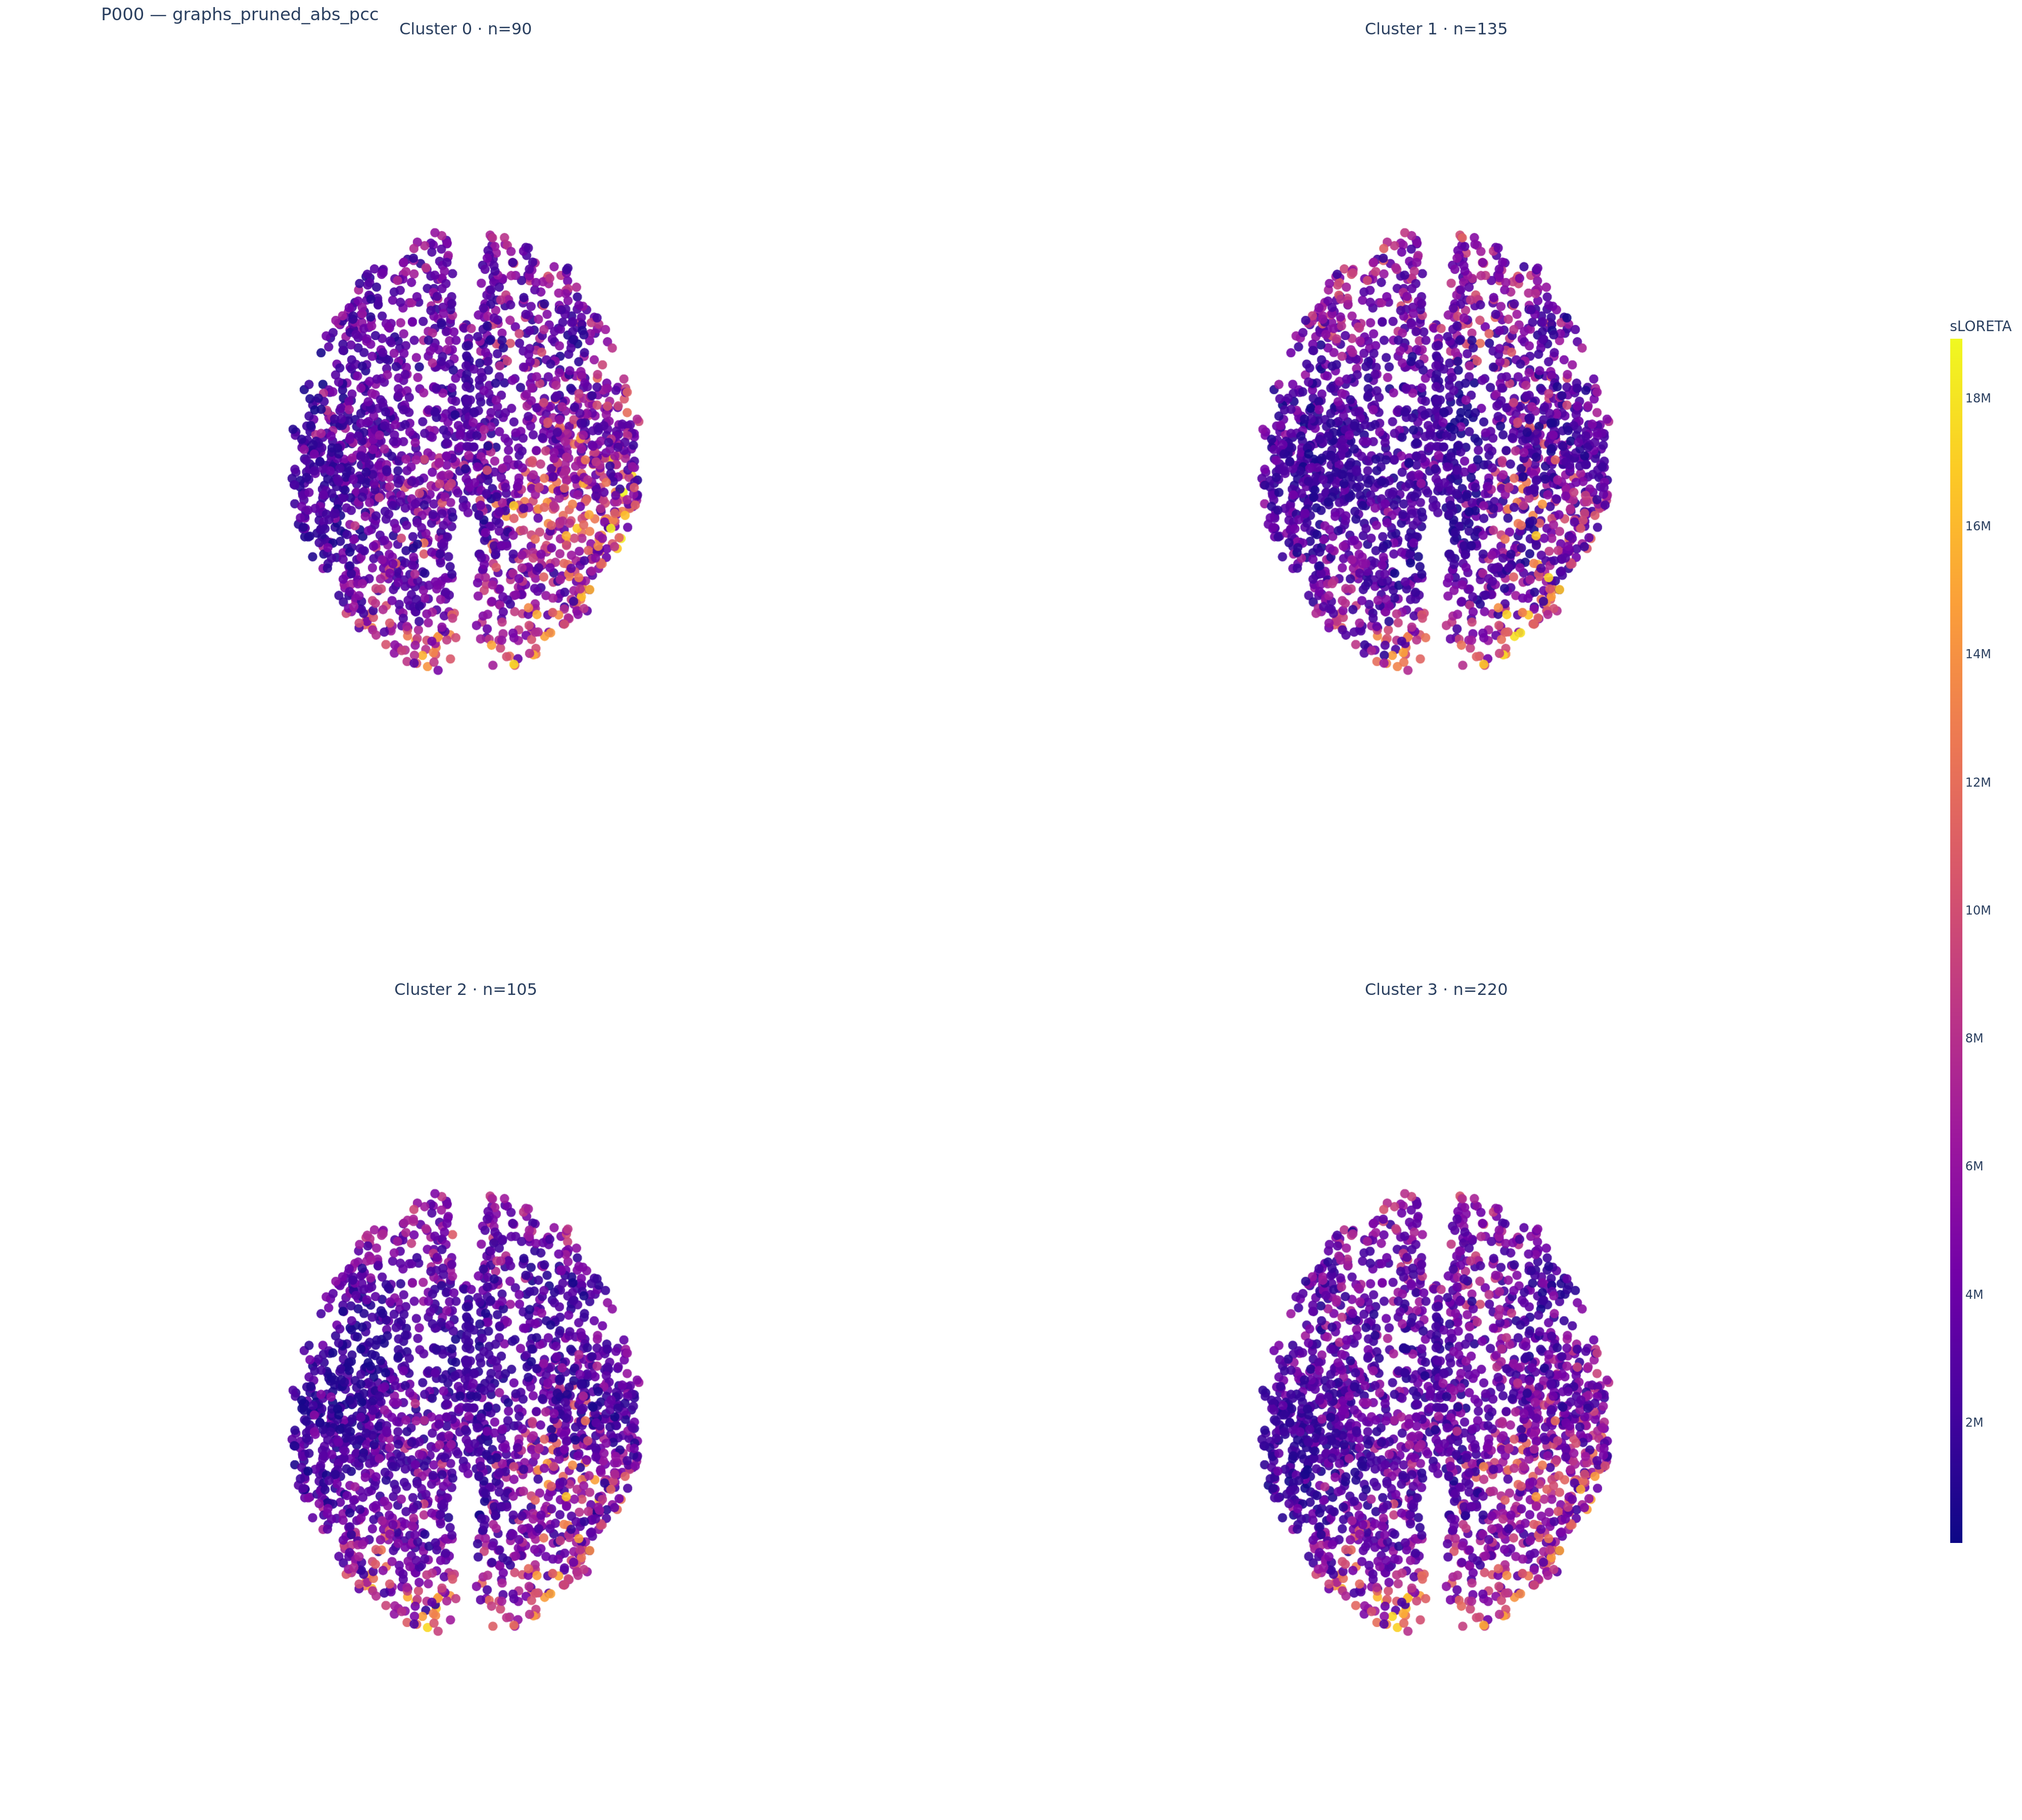 P000 — graphs_pruned_abs_pcc
Cluster 0 · n=90
Cluster 1 · n=135
sLORETA
18M
16M
14M
12M
10M
8M
6M
4M
2M
Cluster 2 · n=105
Cluster 3 · n=220